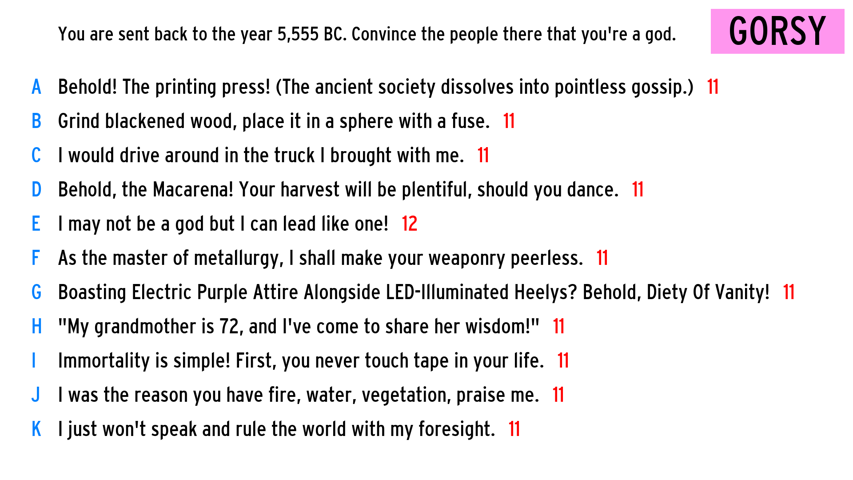 You are sent back to the year 5,555 BC. Convince the people there that you're a god.
GORSY
A Behold! The printing press! (The ancient society dissolves into pointless gossip.) 11
B Grind blackened wood, place it in a sphere with a fuse. 11
C I would drive around in the truck I brought with me. 11
D Behold, the Macarena! Your harvest will be plentiful, should you dance. 11
E I may not be a god but I can lead like one! 12
F As the master of metallurgy, I shall make your weaponry peerless. 11
G Boasting Electric Purple Attire Alongside LED-Illuminated Heelys? Behold, Diety Of Vanity! 11
H "My grandmother is 72, and I've come to share her wisdom!" 11
I Immortality is simple! First, you never touch tape in your life. 11
J I was the reason you have fire, water, vegetation, praise me. 11
K I just won't speak and rule the world with my foresight. 11